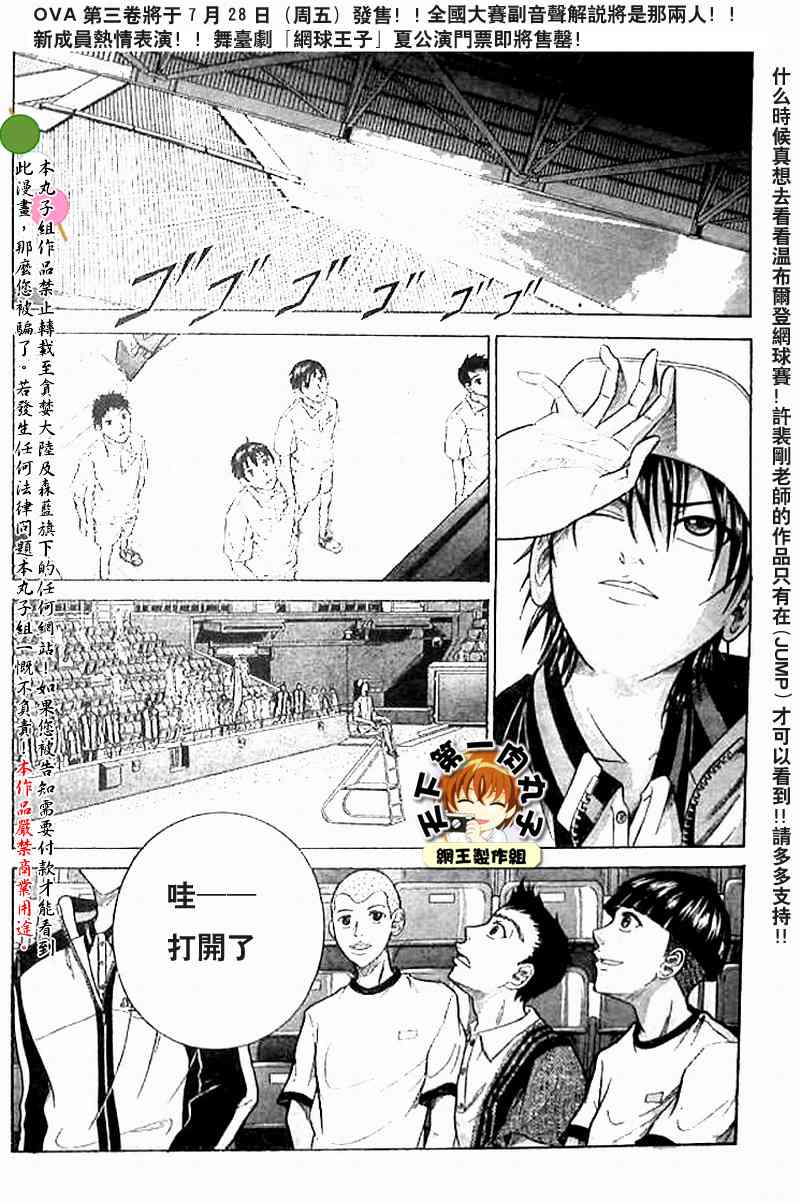 OVA 第三卷將于 7 月 28 日（周五）發售！！全國大賽副音聲解説將是那兩人！！
新成員熱情表演！！舞臺劇「網球王子」夏公演門票即將售罄！
什么時候真想去看看温布爾登網球賽！許裴剛老師的作品只有在（JUMP）才可以看到!!請多多支持!!
本丸子組作品禁止轉載至貪婪大陸及森藍旗下的任何網站！如果您被告知需要付款才能看到
此漫畫，那麼您被騙了。若發生任何法律問題本丸子組一慨不負責！本作品嚴禁商業用途。
ゴゴゴゴゴゴ
天下第一肉丸子
網王製作組
哇——
打開了